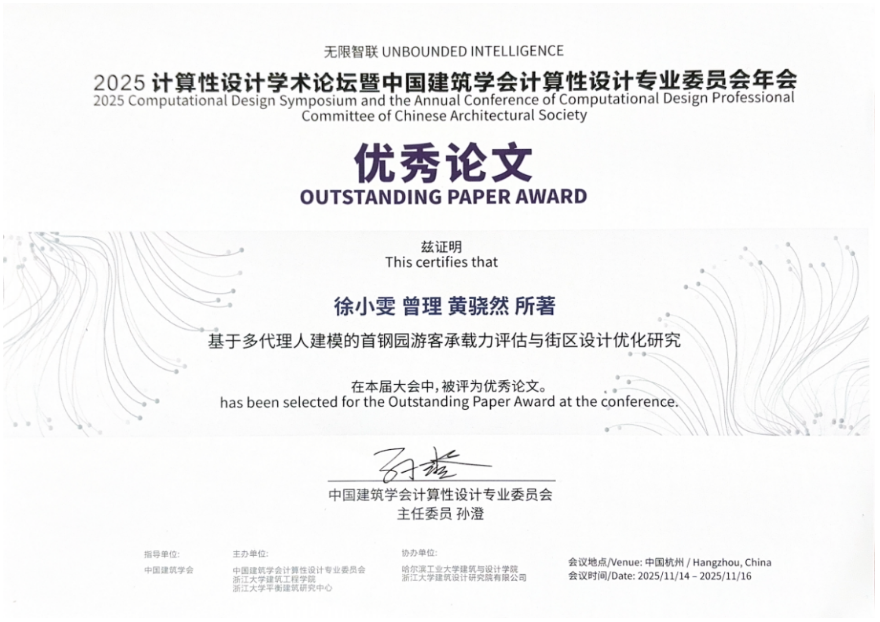 无限智联 UNBOUNDED INTELLIGENCE
2025 计算性设计学术论坛暨中国建筑学会计算性设计专业委员会年会
2025 Computational Design Symposium and the Annual Conference of Computational Design Professional
Committee of Chinese Architectural Society
优秀论文
OUTSTANDING PAPER AWARD
兹证明
This certifies that
徐小雯 曾理 黄骁然 所著
基于多代理人建模的首钢园游客承载力评估与街区设计优化研究
在本届大会中，被评为优秀论文。
has been selected for the Outstanding Paper Award at the conference.
孙澄
中国建筑学会计算性设计专业委员会
主任委员 孙澄
指导单位:
中国建筑学会
主办单位:
中国建筑学会计算性设计专业委员会
浙江大学建筑工程学院
浙江大学平衡建筑研究中心
协办单位:
哈尔滨工业大学建筑与设计学院
浙江大学建筑设计研究院有限公司
会议地点/Venue: 中国杭州 / Hangzhou, China
会议时间/Date: 2025/11/14 – 2025/11/16